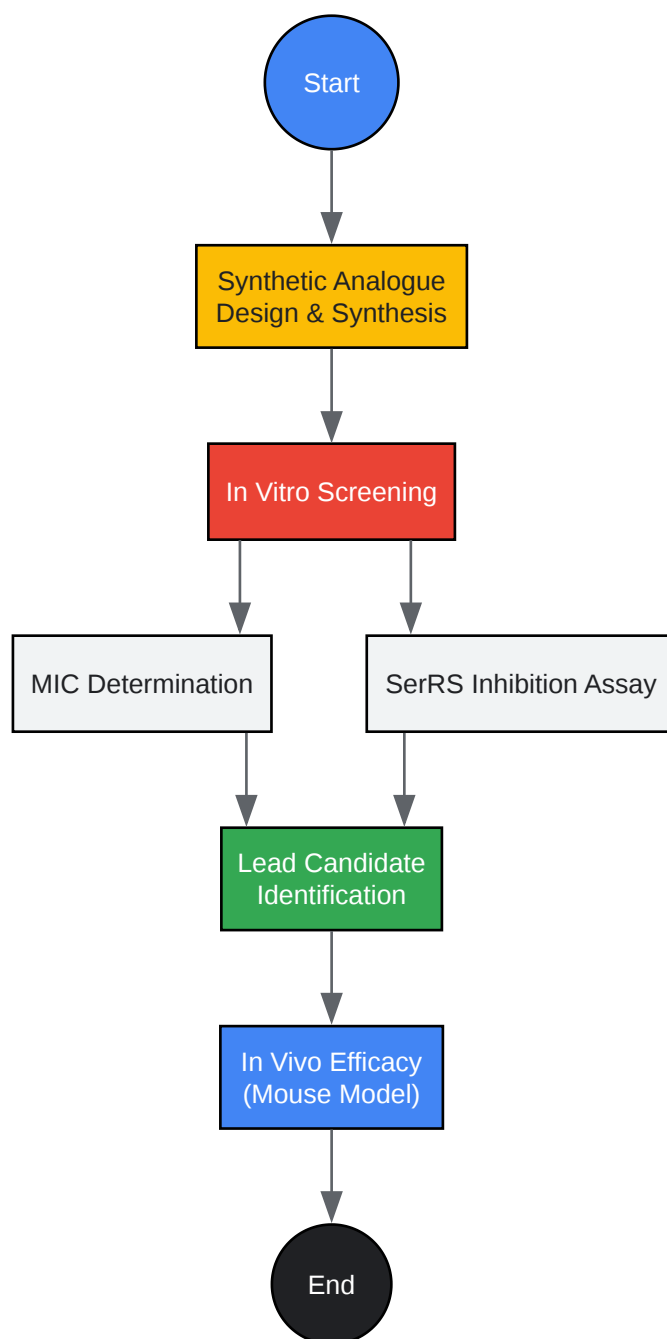 Start
Synthetic Analogue
Design & Synthesis
In Vitro Screening
MIC Determination
SerRS Inhibition Assay
Lead Candidate
Identification
In Vivo Efficacy
(Mouse Model)
End